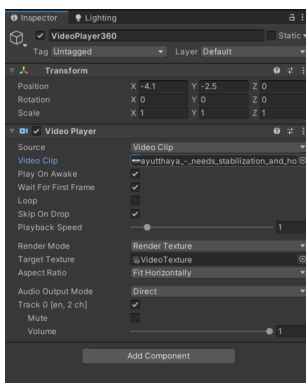 Inspector Lighting
VideoPlayer360 Static
Tag Untagged Layer Default
Transform
Position X -4.1 Y -2.5 Z 0
Rotation X 0 Y 0 Z 0
Scale X 1 Y 1 Z 1
Video Player
Source Video Clip
Video Clip ayutthaya_-_needs_stabilization_and_ho
Play On Awake
Wait For First Frame
Loop
Skip On Drop
Playback Speed 1
Render Mode Render Texture
Target Texture VideoTexture
Aspect Ratio Fit Horizontally
Audio Output Mode Direct
Track 0 [en, 2 ch]
Mute
Volume 1
Add Component